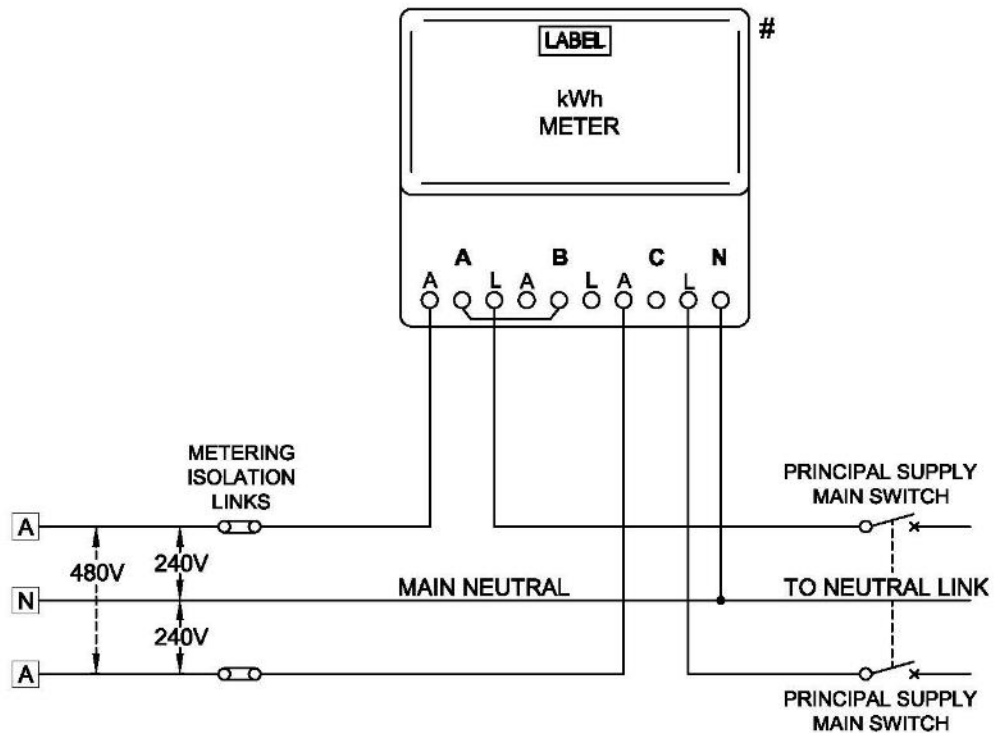 #
LABEL
kWh
METER
A B C N
A L A L A L
METERING
ISOLATION
LINKS
PRINCIPAL SUPPLY
MAIN SWITCH
A
480V
240V
N
MAIN NEUTRAL
TO NEUTRAL LINK
240V
A
PRINCIPAL SUPPLY
MAIN SWITCH